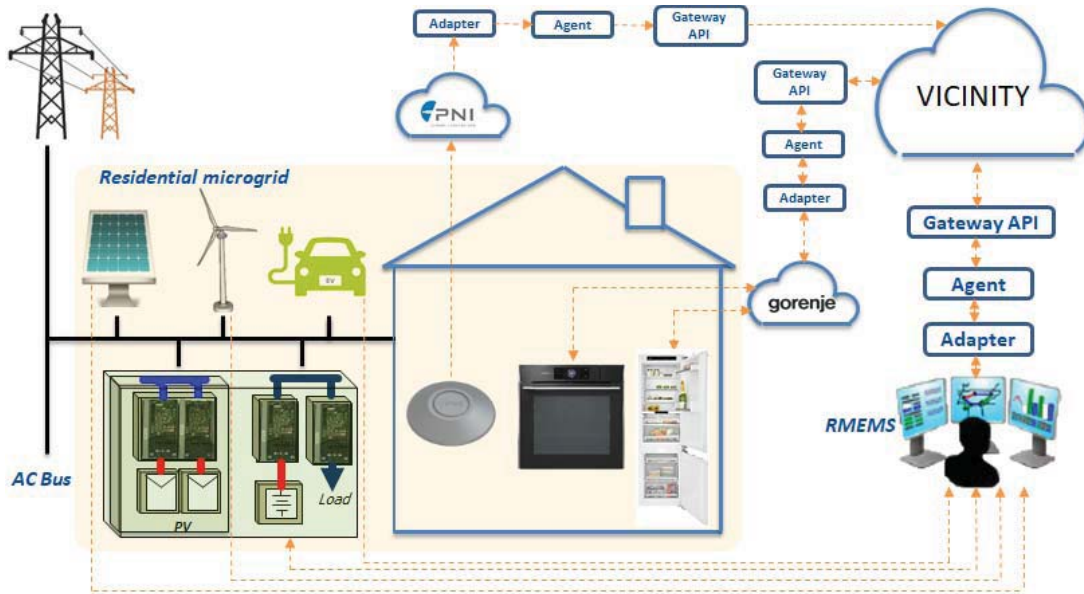 Adapter
Agent
Gateway
API
PNI
Gateway
API
Agent
Adapter
VICINITY
Residential microgrid
EV
gorenje
Gateway API
Agent
Adapter
RMEMS
AC Bus
PV
Load